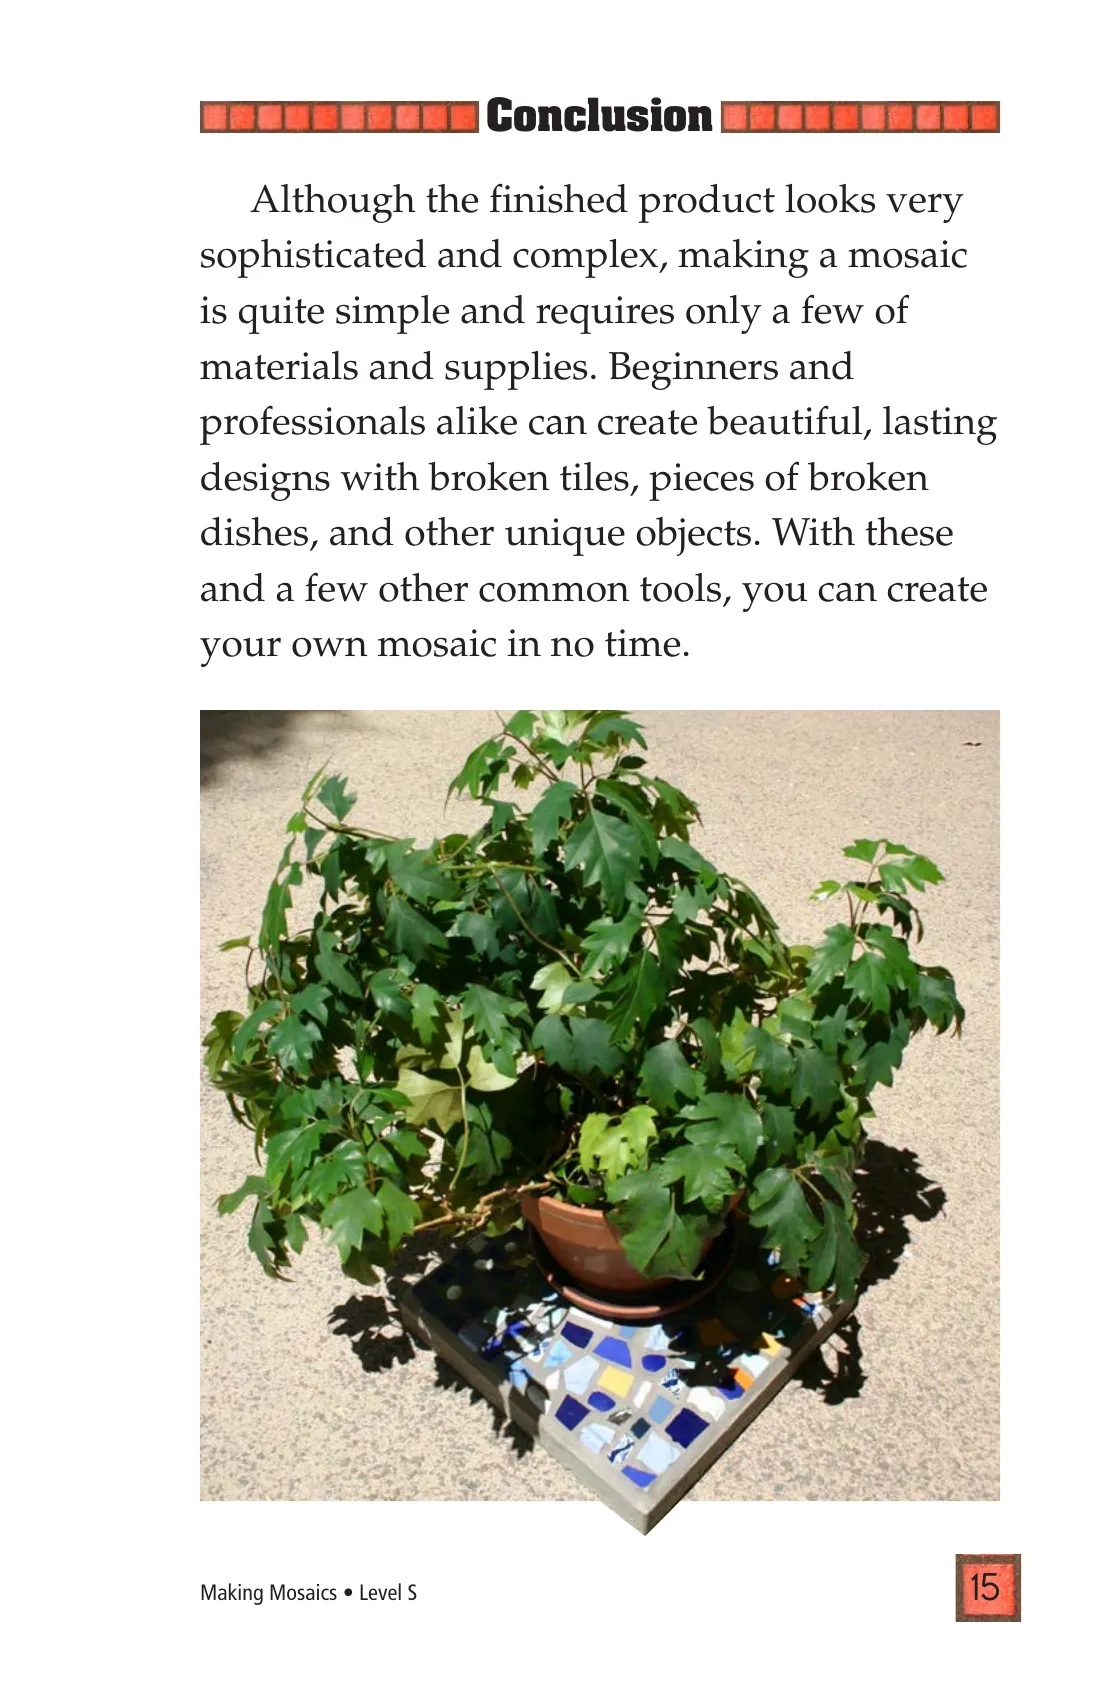 Conclusion
Although the finished product looks very
sophisticated and complex, making a mosaic
is quite simple and requires only a few of
materials and supplies. Beginners and
professionals alike can create beautiful, lasting
designs with broken tiles, pieces of broken
dishes, and other unique objects. With these
and a few other common tools, you can create
your own mosaic in no time.
Making Mosaics • Level S
15